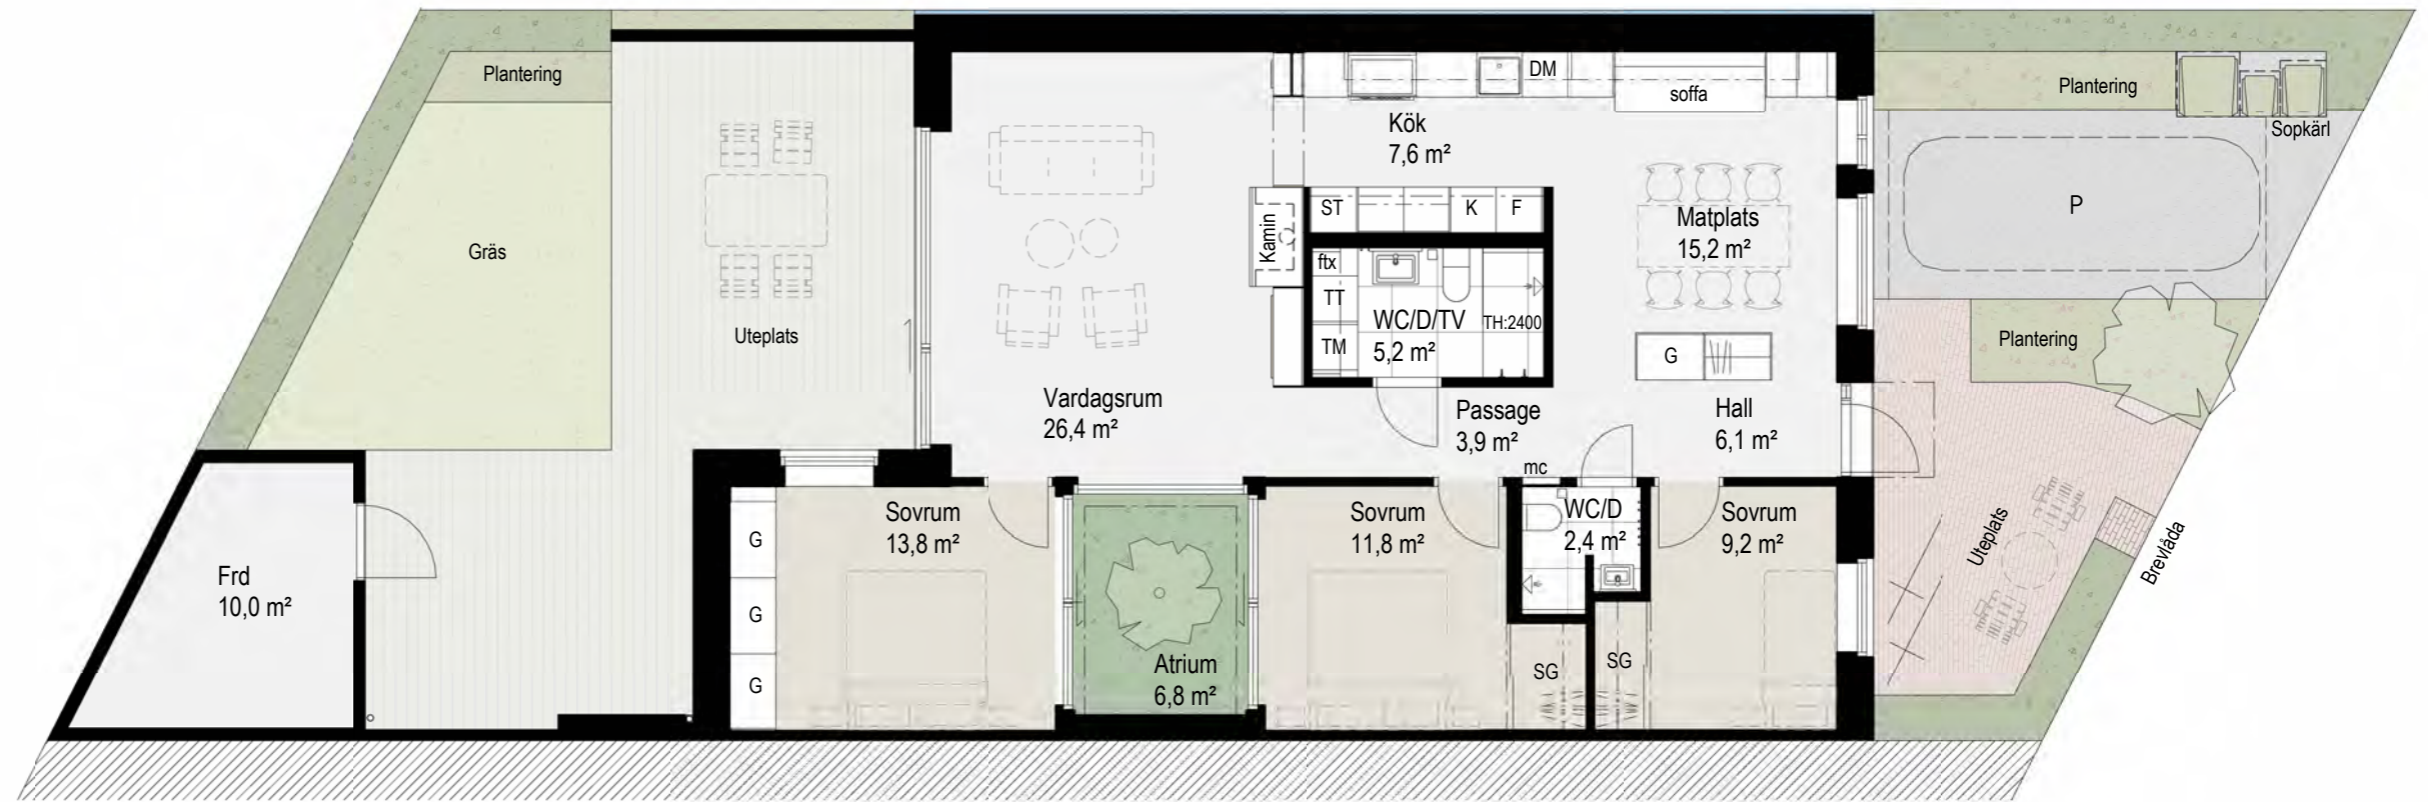 Plantering
Gräs
Uteplats
Frd
10,0 m²
Vardagsrum
26,4 m²
Kamin
Kök
7,6 m²
DM
soffa
ST
K
F
ftx
TT
TM
WC/D/TV
5,2 m²
TH:2400
Matplats
15,2 m²
G
Hall
6,1 m²
Passage
3,9 m²
mc
G
G
G
Sovrum
13,8 m²
Atrium
6,8 m²
Sovrum
11,8 m²
SG
WC/D
2,4 m²
SG
Sovrum
9,2 m²
Plantering
Sopkärl
P
Plantering
Uteplats
Brevlåda